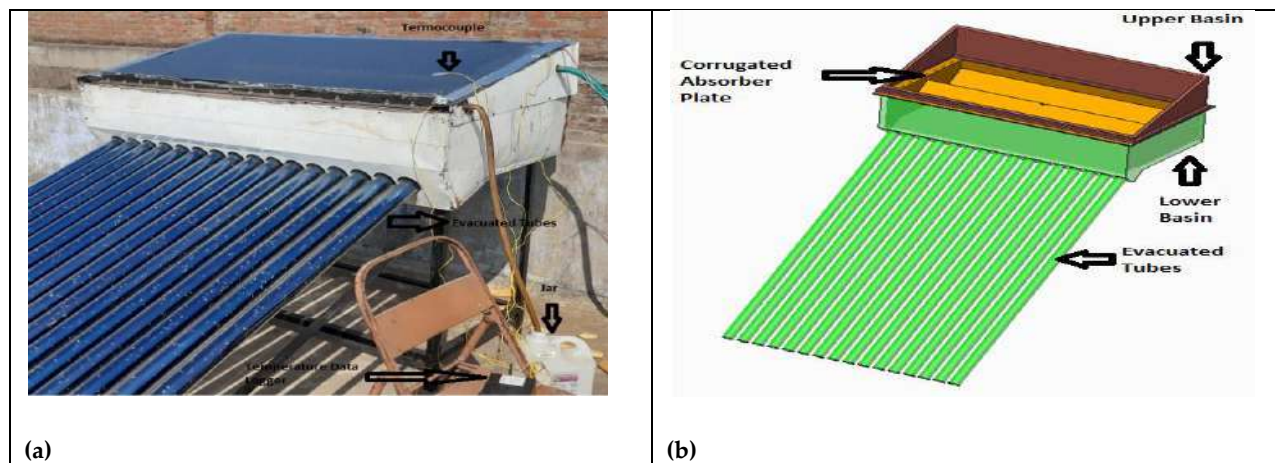 Termocouple
Evacuated Tubes
Jar
Temperature Data
Logger
(a)
Upper Basin
Corrugated
Absorber
Plate
Lower
Basin
Evacuated
Tubes
(b)